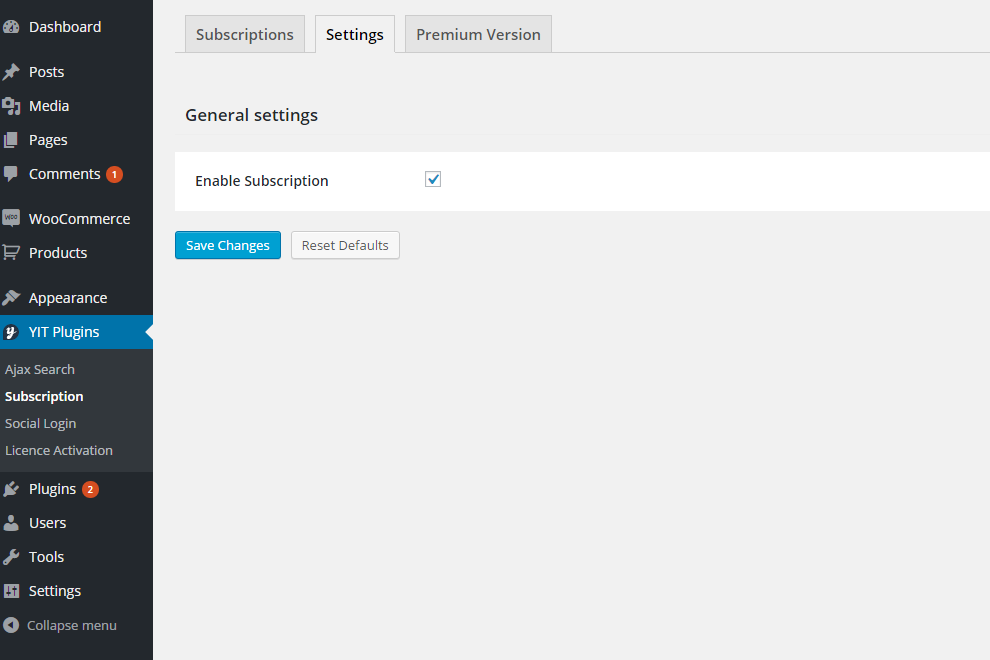 Dashboard
Posts
Media
Pages
Comments 1
WOO
WooCommerce
Products
Appearance
y YIT Plugins
Ajax Search
Subscription
Social Login
Licence Activation
Plugins 2
Users
Tools
Settings
Collapse menu
Subscriptions Settings Premium Version
General settings
Enable Subscription
Save Changes Reset Defaults